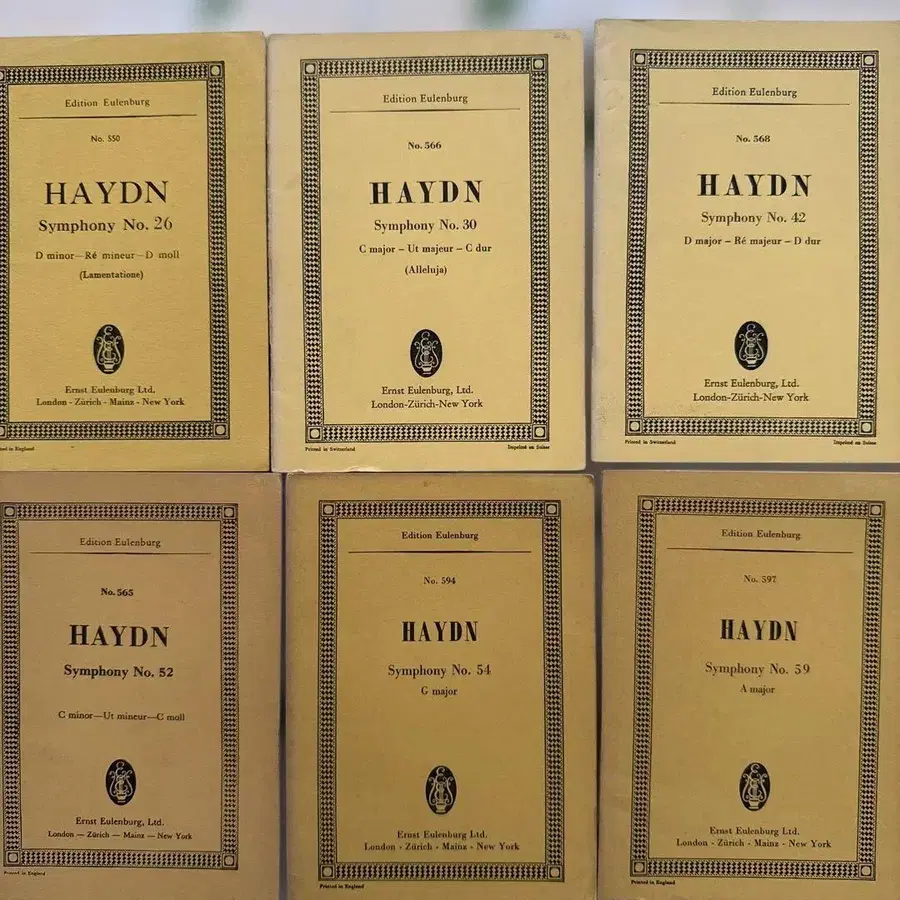 Edition Eulenburg
No. 550
HAYDN
Symphony No. 26
D minor—Ré mineur—D moll
(Lamentatione)
Ernst Eulenburg Ltd.
London - Zürich - Mainz - New York
in England
Edition Eulenburg
No. 566
HAYDN
Symphony No. 30
C major – Ut majeur – C dur
(Alleluja)
Ernst Eulenburg, Ltd.
London-Zürich-New York
Printed in Switzerland
Imprimé en Suisse
Edition Eulenburg
No. 568
HAYDN
Symphony No. 42
D major – Ré majeur – D dur
Ernst Eulenburg, Ltd.
London-Zürich-New York
Printed in Switzerland
Imprimé en Suisse
Edition Eulenburg
No. 565
HAYDN
Symphony No. 52
C minor—Ut mineur—C moll
Ernst Eulenburg, Ltd.
London — Zürich — Mainz — New York
Printed in England
Edition Eulenburg
No. 594
HAYDN
Symphony No. 54
G major
Ernst Eulenburg Ltd.
London - Zürich - Mainz - New York
Printed in England
Edition Eulenburg
No. 597
HAYDN
Symphony No. 59
A major
Ernst Eulenburg Ltd.
London - Zürich - Mainz - New York
Printed in England